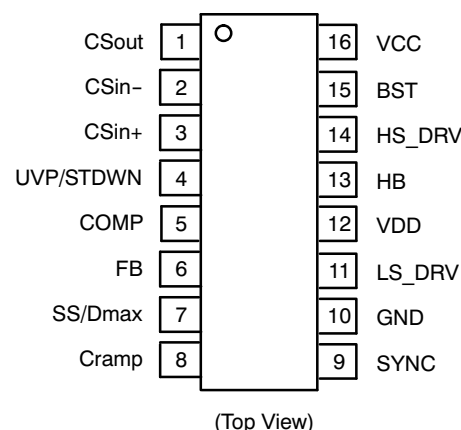 CSout 1 16 VCC
CSin– 2 15 BST
CSin+ 3 14 HS_DRV
UVP/STDWN 4 13 HB
COMP 5 12 VDD
FB 6 11 LS_DRV
SS/Dmax 7 10 GND
Cramp 8 9 SYNC
(Top View)